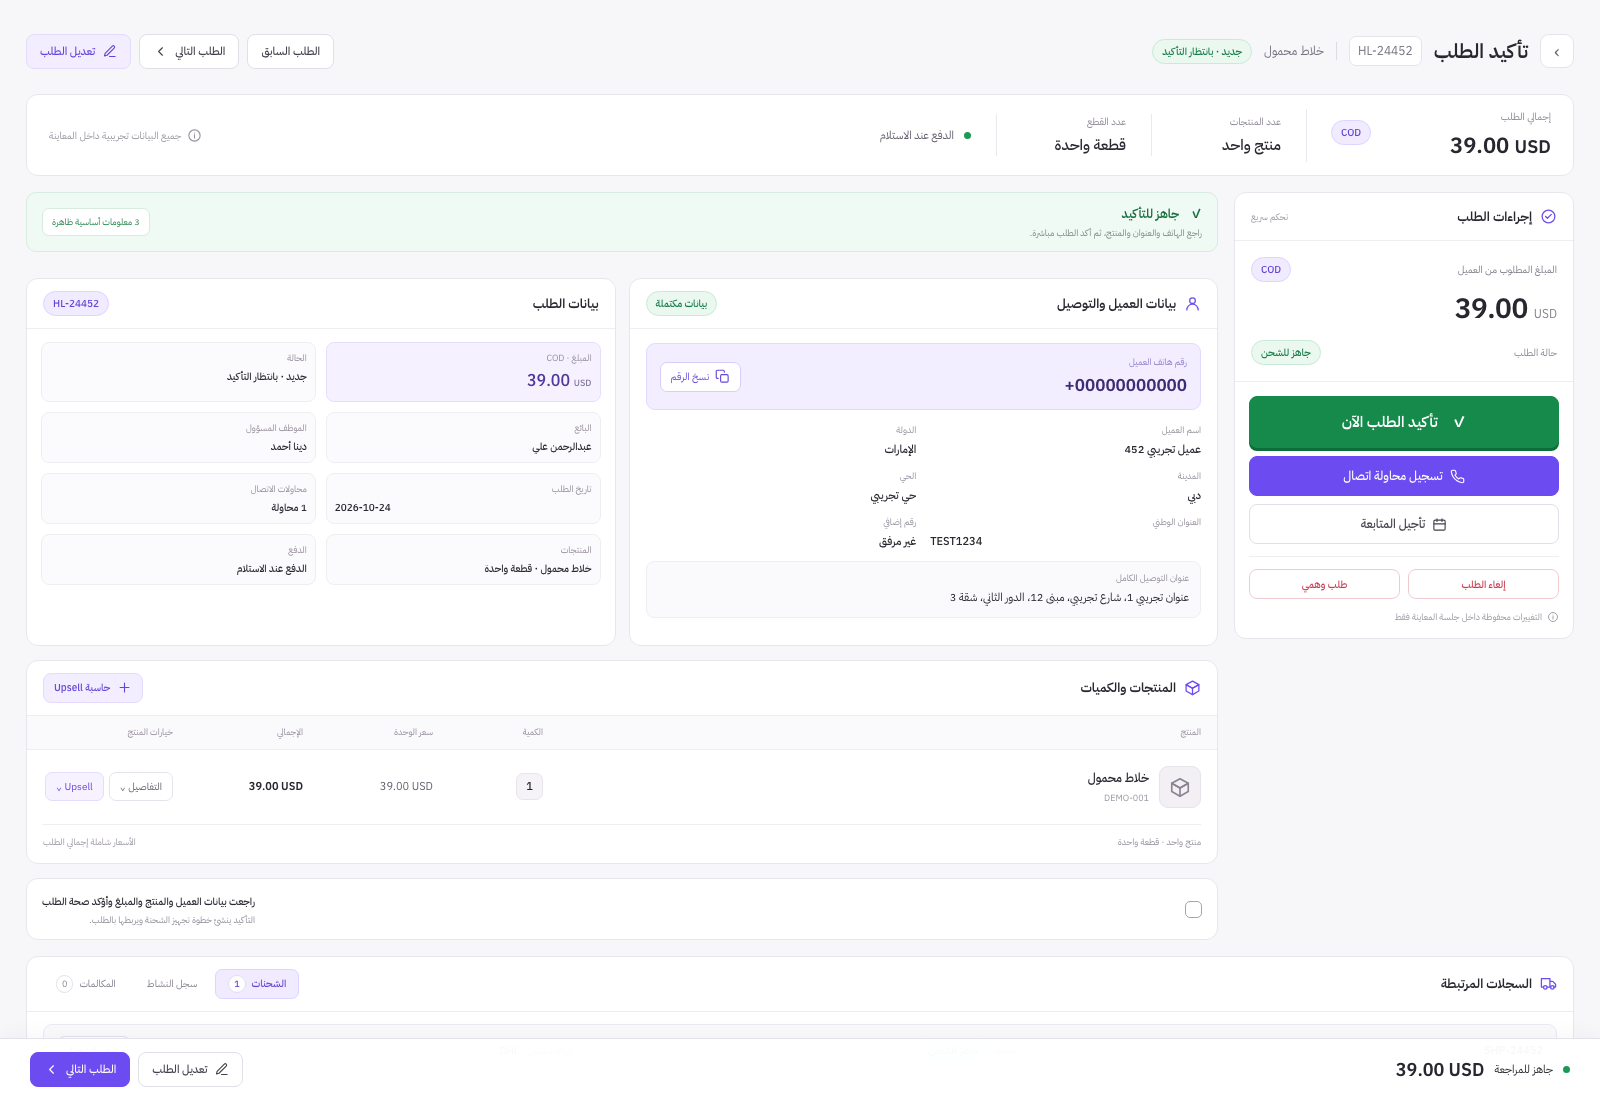 تأكيد الطلب
HL-24452
خلاط محمول
جديد · بانتظار التأكيد
الطلب السابق
الطلب التالي
تعديل الطلب
إجمالي الطلب
39.00 USD
COD
عدد المنتجات
منتج واحد
عدد القطع
قطعة واحدة
الدفع عند الاستلام
جميع البيانات تجريبية داخل المعاينة
إجراءات الطلب
تحكم سريع
المبلغ المطلوب من العميل
COD
39.00 USD
حالة الطلب
جاهز للشحن
تأكيد الطلب الآن
تسجيل محاولة اتصال
تأجيل المتابعة
إلغاء الطلب
طلب وهمي
التغييرات محفوظة داخل جلسة المعاينة فقط
جاهز للتأكيد
راجع الهاتف والعنوان والمنتج، ثم أكد الطلب مباشرة.
3 معلومات أساسية ظاهرة
بيانات العميل والتوصيل
بيانات مكتملة
رقم هاتف العميل
+00000000000
نسخ الرقم
اسم العميل
عميل تجريبي 452
الدولة
الإمارات
المدينة
دبي
الحي
حي تجريبي
العنوان الوطني
TEST1234
رقم إضافي
غير مرفق
عنوان التوصيل الكامل
عنوان تجريبي 1، شارع تجريبي، مبنى 12، الدور الثاني، شقة 3
بيانات الطلب
HL-24452
المبلغ · COD
39.00 USD
الحالة
جديد · بانتظار التأكيد
البائع
عبدالرحمن علي
الموظف المسؤول
دينا أحمد
تاريخ الطلب
2026-10-24
محاولات الاتصال
1 محاولة
المنتجات
خلاط محمول · قطعة واحدة
الدفع
الدفع عند الاستلام
المنتجات والكميات
حاسبة Upsell
المنتج
الكمية
سعر الوحدة
الإجمالي
خيارات المنتج
خلاط محمول
DEMO-001
1
39.00 USD
39.00 USD
التفاصيل
Upsell
منتج واحد · قطعة واحدة
الأسعار شاملة إجمالي الطلب
راجعت بيانات العميل والمنتج والمبلغ وأؤكد صحة الطلب
التأكيد ينشئ خطوة تجهيز الشحنة ويربطها بالطلب.
السجلات المرتبطة
الشحنات 1
سجل النشاط
المكالمات 0
جاهز للمراجعة
39.00 USD
تعديل الطلب
الطلب التالي